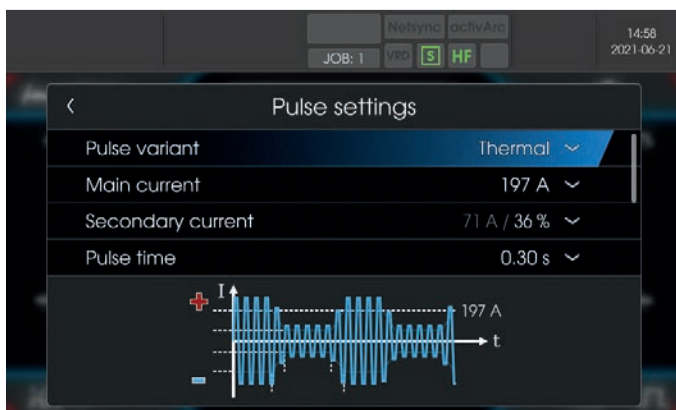 Netsync activArc
14:58
JOB: 1 VRD S HF
2021-06-21
Pulse settings
Pulse variant Thermal
Main current 197 A
Secondary current 71 A / 36 %
Pulse time 0.30 s
I
197 A
t